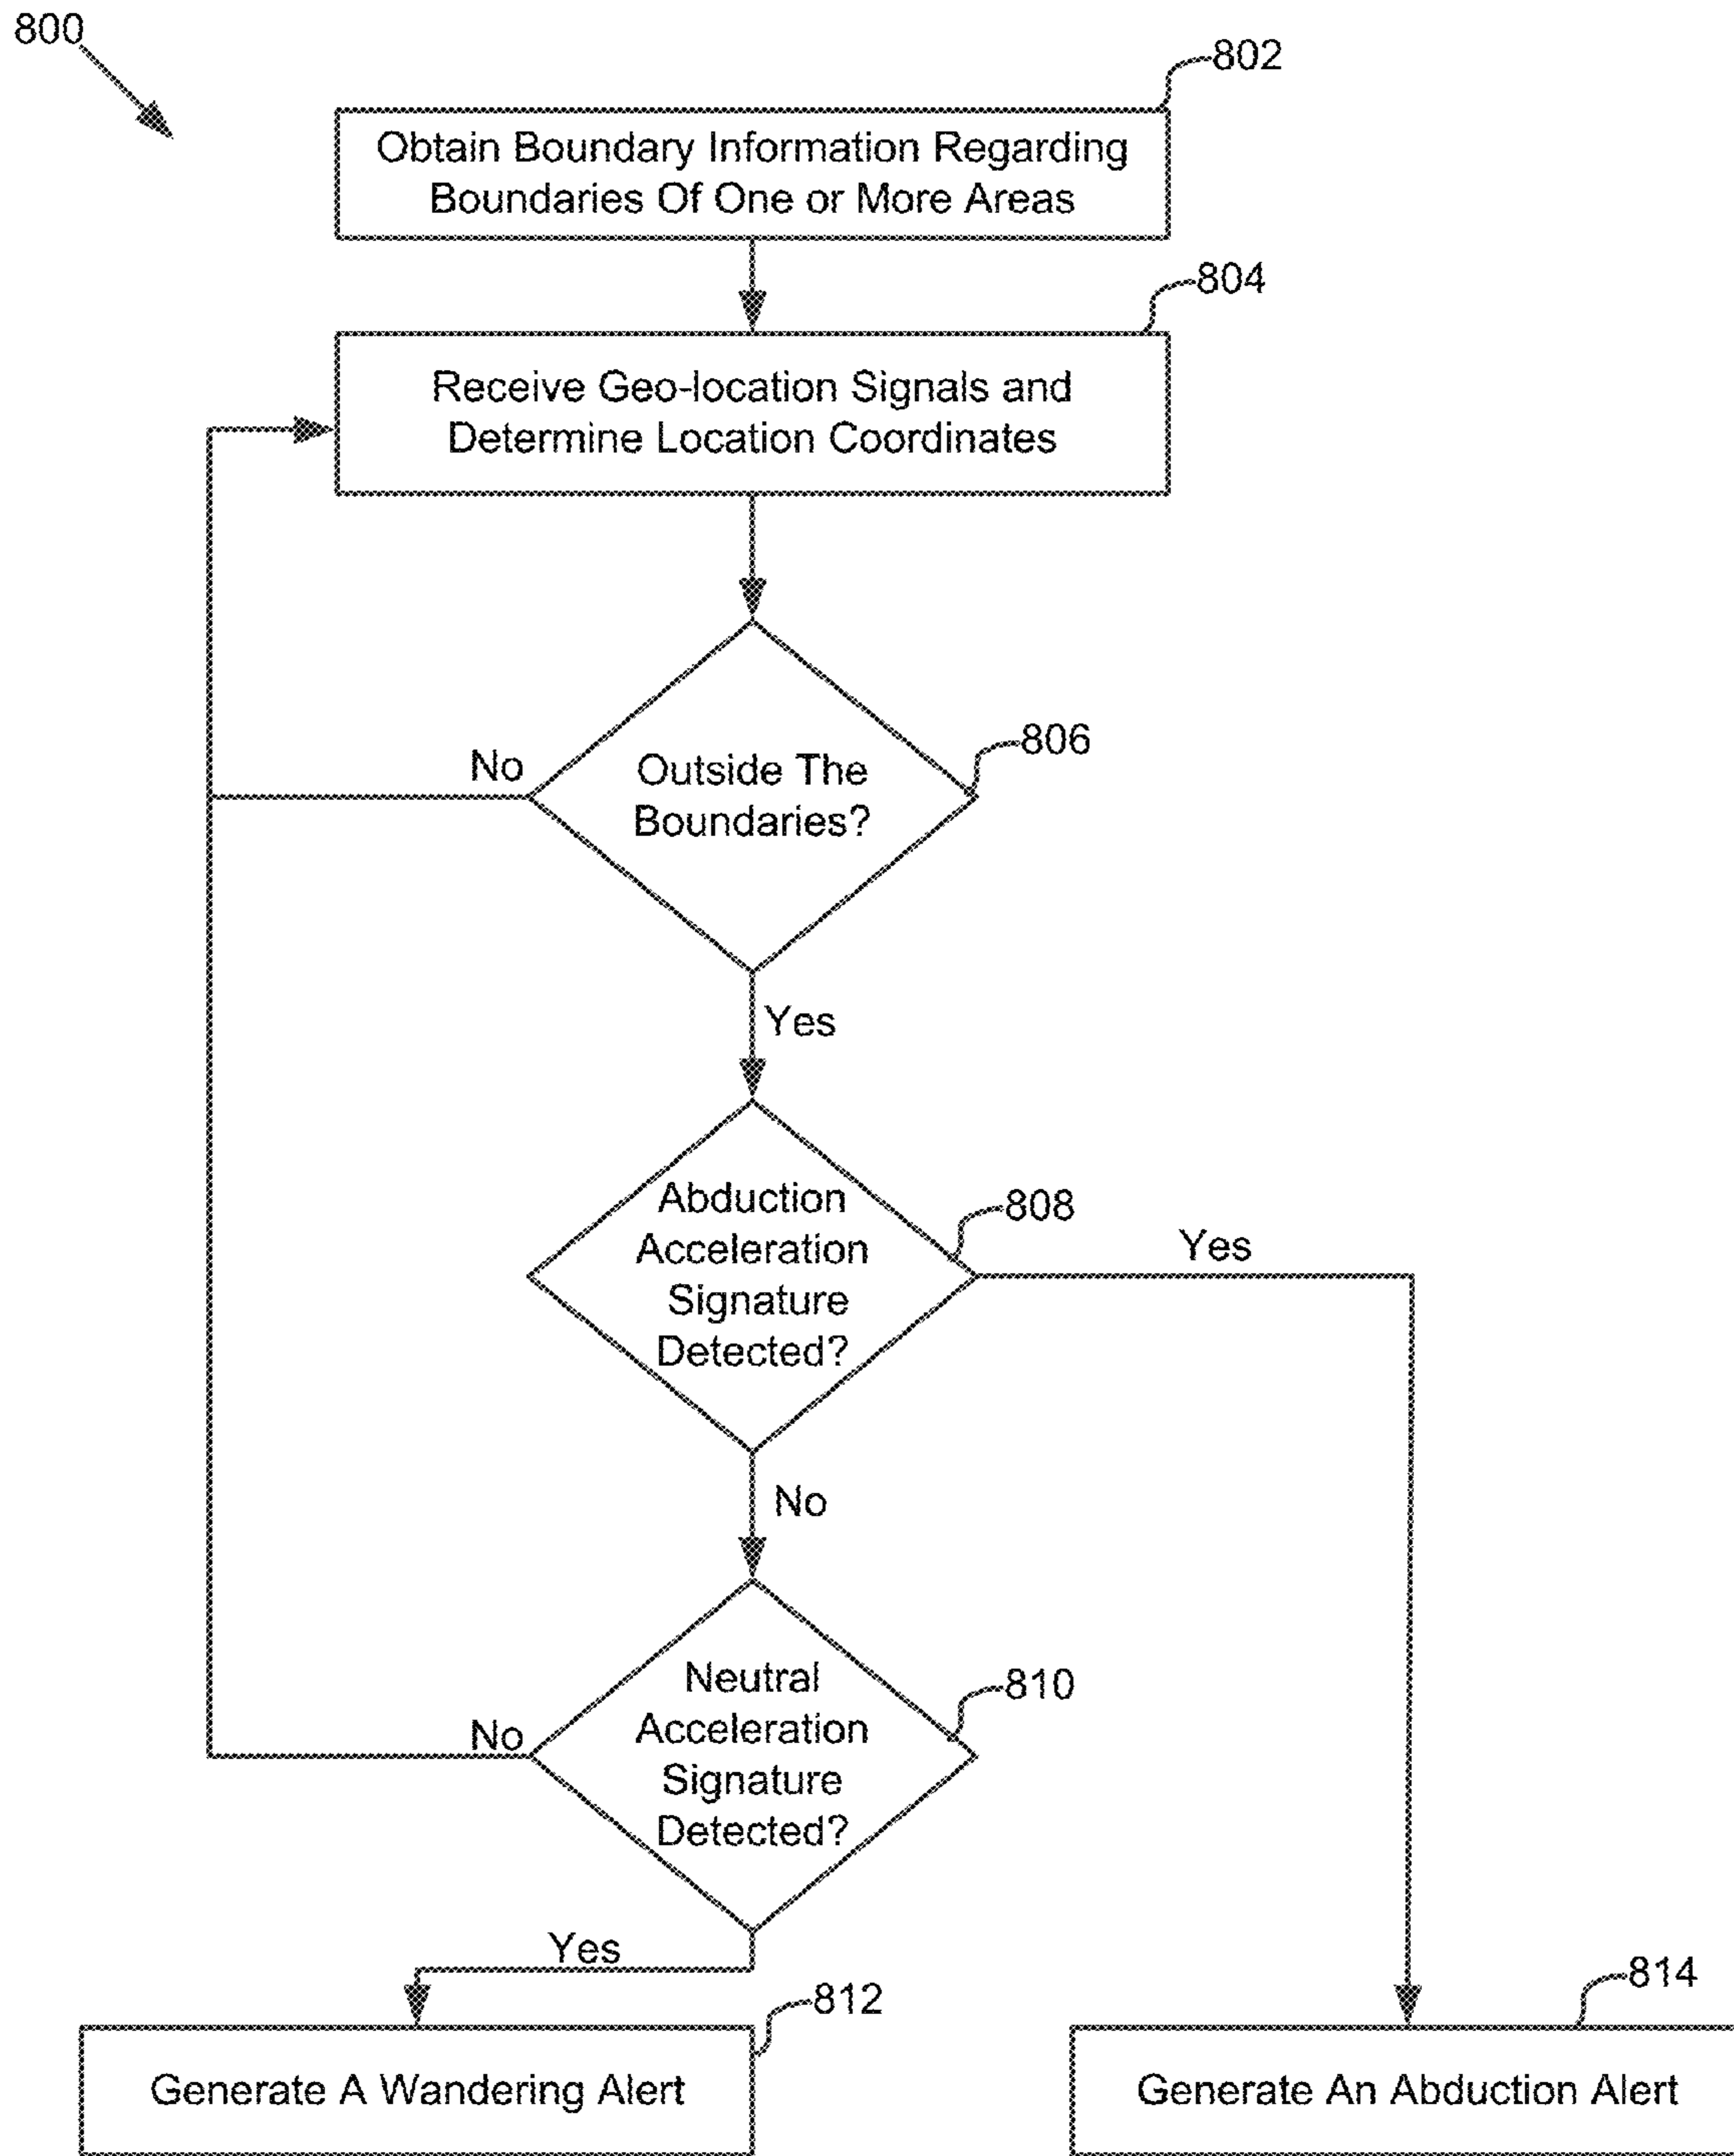 800
802
Obtain Boundary Information Regarding
Boundaries Of One or More Areas
804
Receive Geo-location Signals and
Determine Location Coordinates
806
No
Outside The
Boundaries?
Yes
808
Abduction
Acceleration
Signature
Detected?
Yes
No
810
Neutral
Acceleration
Signature
Detected?
No
Yes
812
814
Generate A Wandering Alert
Generate An Abduction Alert